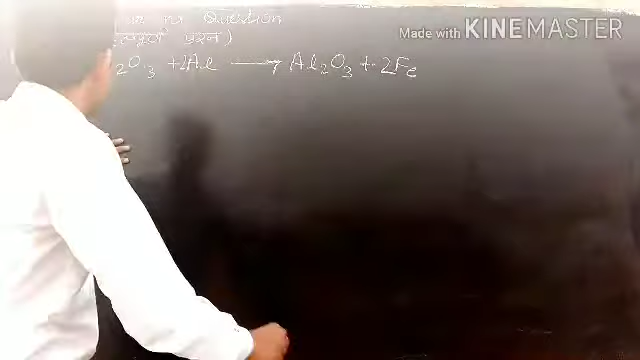 Made with KINEMASTER
Question
प्रश्न)
₂O₃ + 2Al ⟶ Al₂O₃ + 2Fe